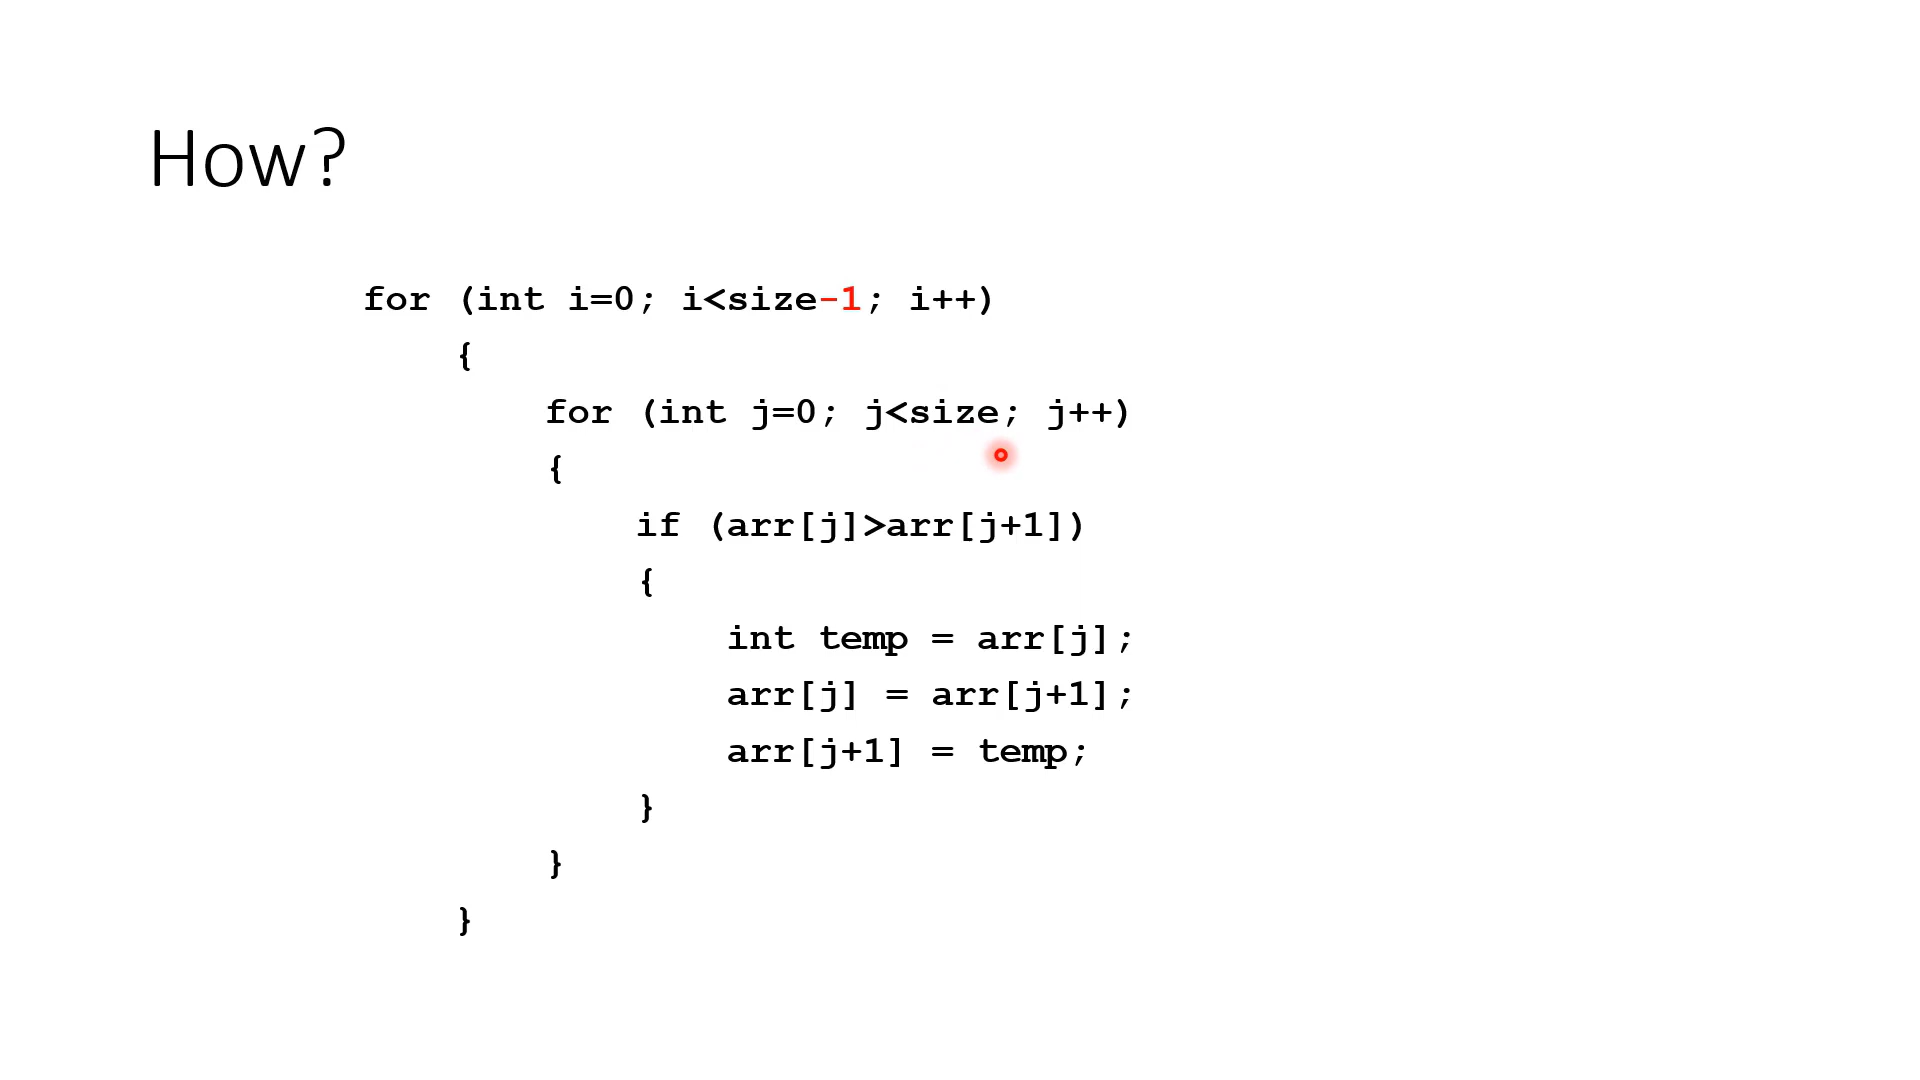 How?
for (int i=0; i<size-1; i++)
{
for (int j=0; j<size; j++)
{
if (arr[j]>arr[j+1])
{
int temp = arr[j];
arr[j] = arr[j+1];
arr[j+1] = temp;
}
}
}